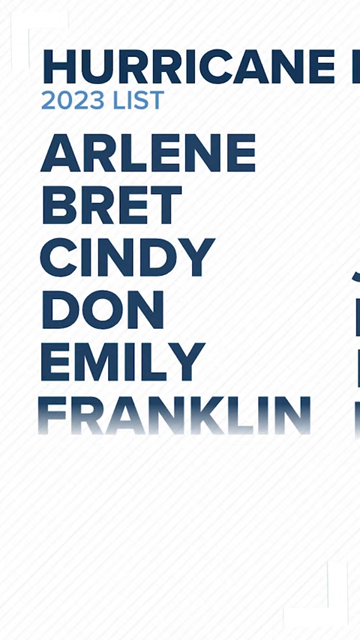 HURRICANE
2023 LIST
ARLENE
BRET
CINDY
DON
EMILY
FRANKLIN